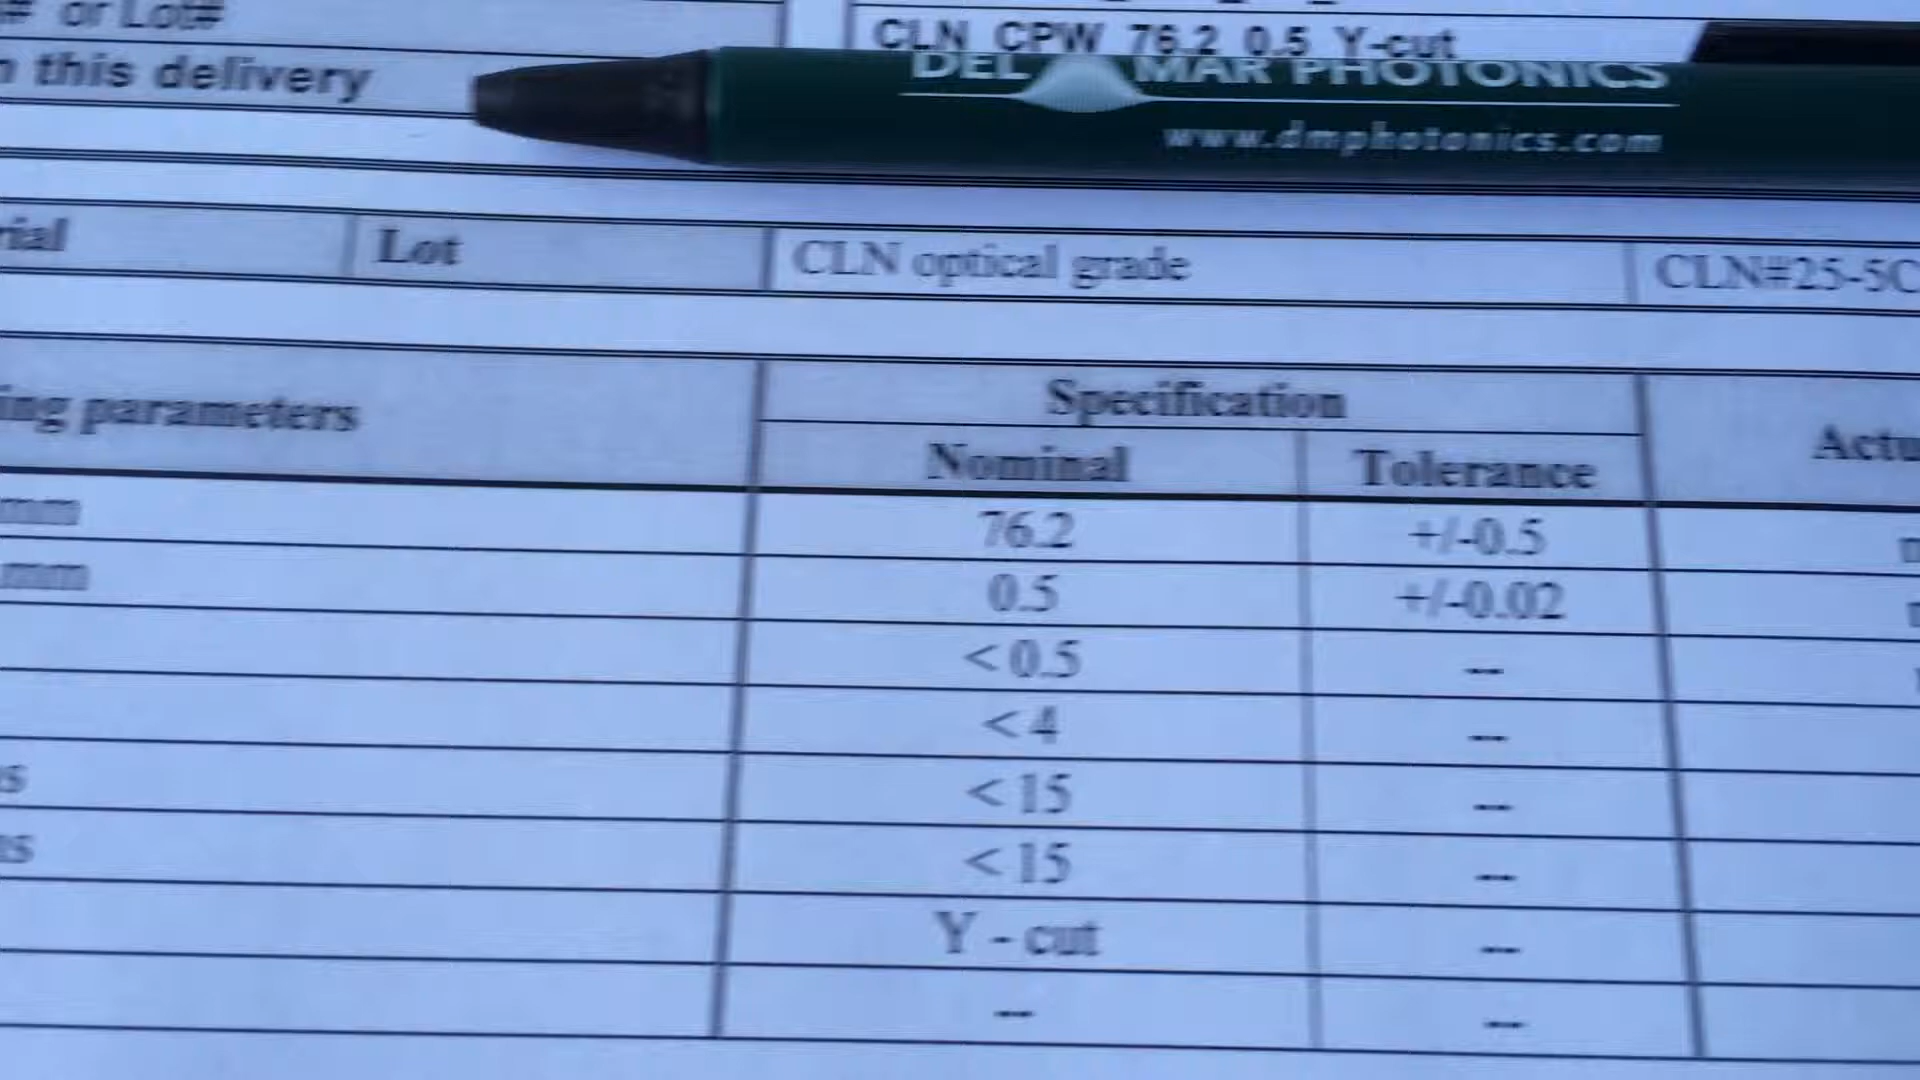 # or Lot#
CLN CPW 76.2 0.5 Y-cut
this delivery
DEL MAR PHOTONICS
www.dmphotonics.com
rial Lot CLN optical grade CLN#25-5C
ing parameters Specification Actu
Nominal Tolerance
mm 76.2 +/-0.5
mm 0.5 +/-0.02
< 0.5 --
< 4 --
s < 15 --
s < 15 --
Y - cut --
-- --